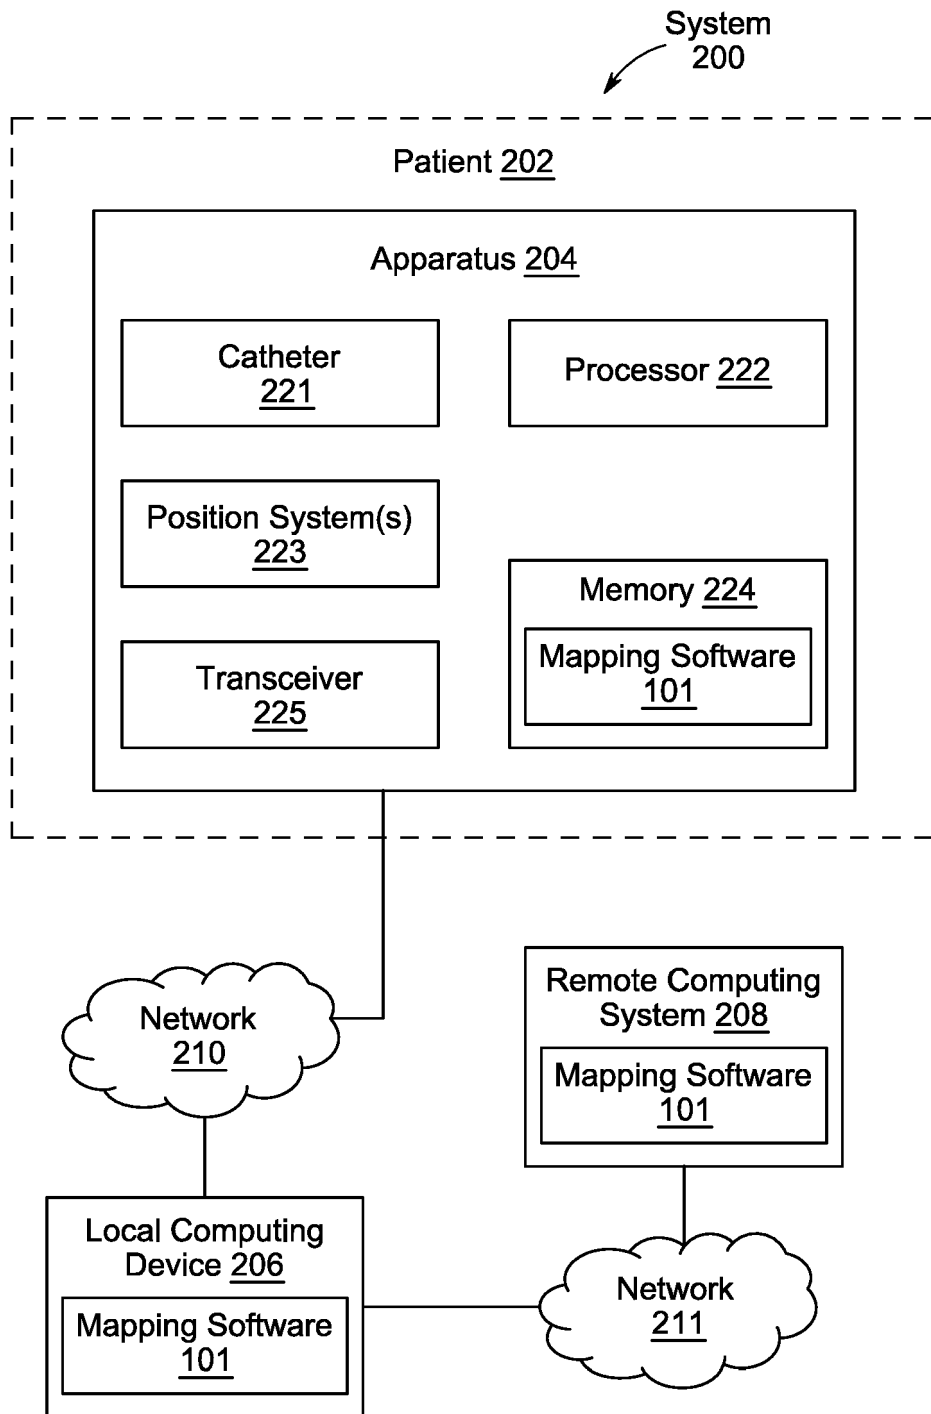 System
200
Patient 202
Apparatus 204
Catheter
221
Processor 222
Position System(s)
223
Memory 224
Mapping Software
101
Transceiver
225
Network
210
Remote Computing
System 208
Mapping Software
101
Local Computing
Device 206
Mapping Software
101
Network
211